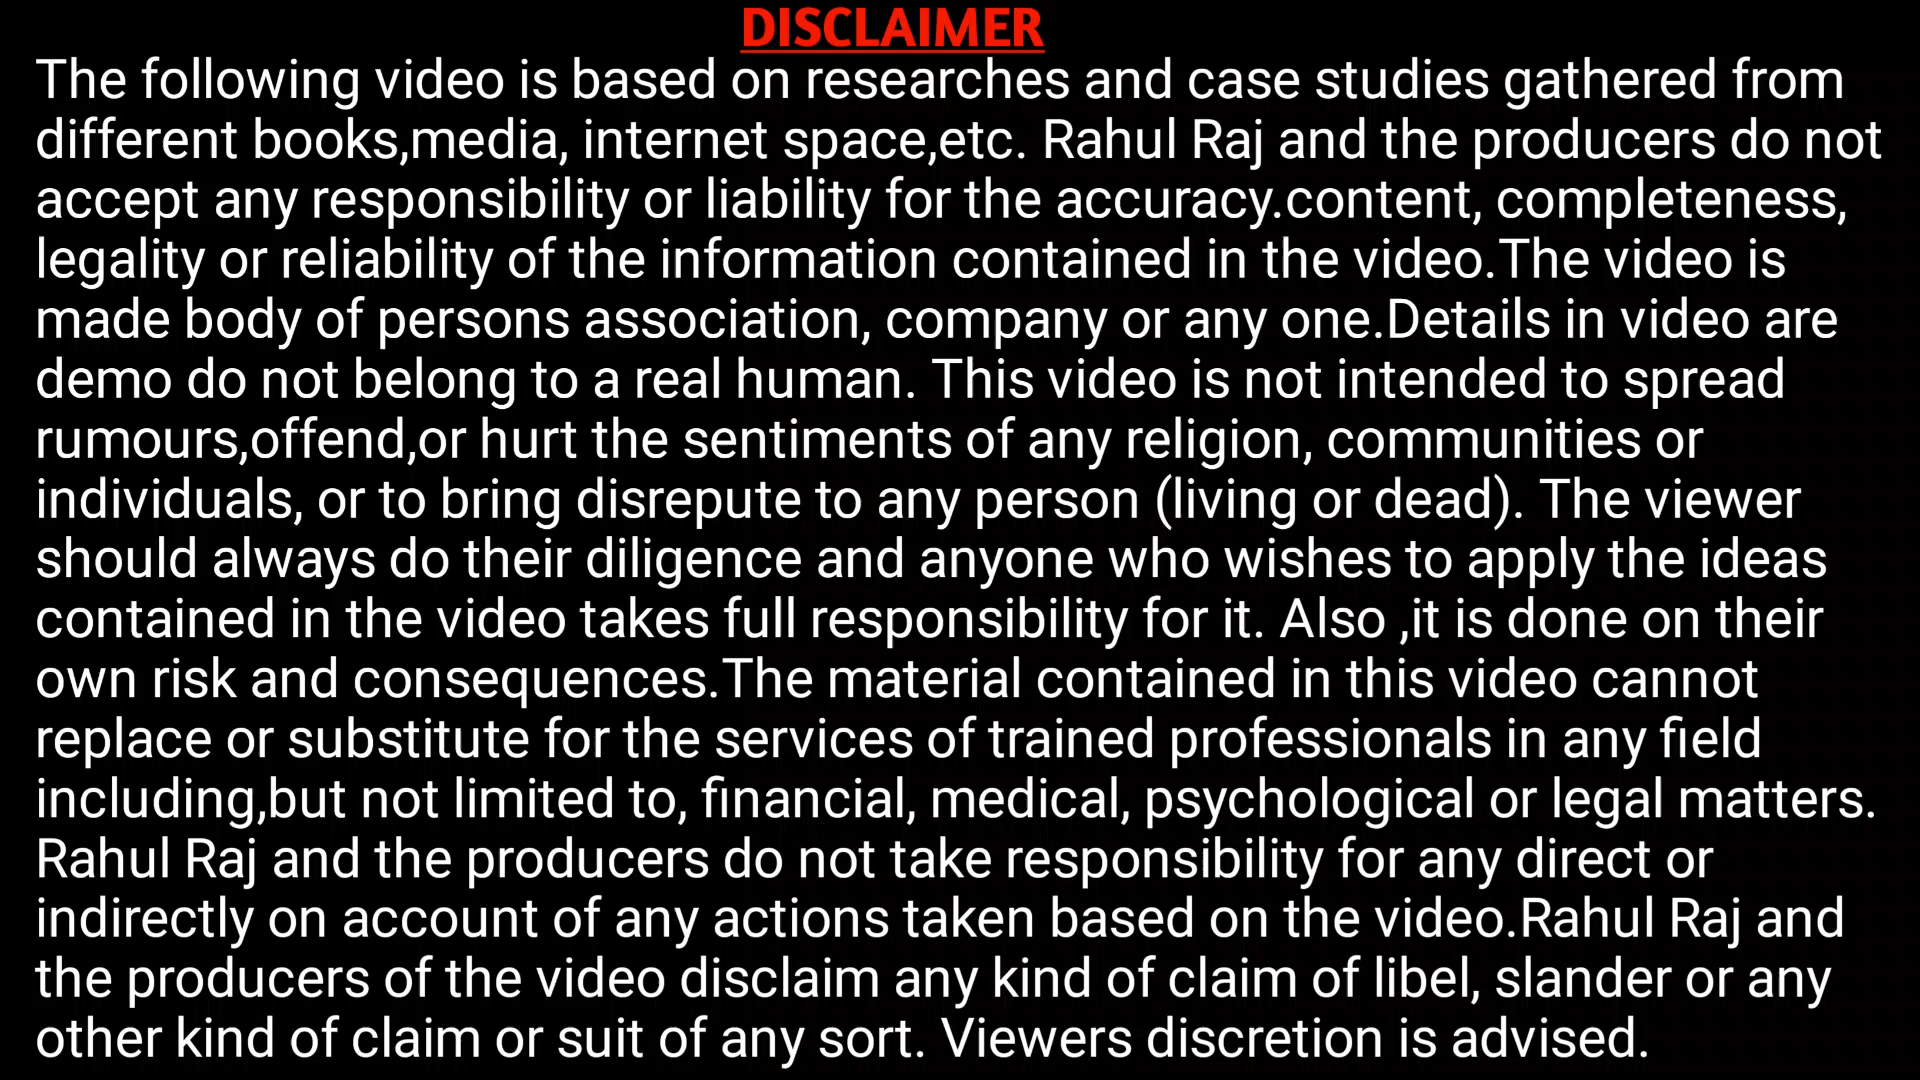 DISCLAIMER
The following video is based on researches and case studies gathered from
different books,media, internet space,etc. Rahul Raj and the producers do not
accept any responsibility or liability for the accuracy.content, completeness,
legality or reliability of the information contained in the video.The video is
made body of persons association, company or any one.Details in video are
demo do not belong to a real human. This video is not intended to spread
rumours,offend,or hurt the sentiments of any religion, communities or
individuals, or to bring disrepute to any person (living or dead). The viewer
should always do their diligence and anyone who wishes to apply the ideas
contained in the video takes full responsibility for it. Also ,it is done on their
own risk and consequences.The material contained in this video cannot
replace or substitute for the services of trained professionals in any field
including,but not limited to, financial, medical, psychological or legal matters.
Rahul Raj and the producers do not take responsibility for any direct or
indirectly on account of any actions taken based on the video.Rahul Raj and
the producers of the video disclaim any kind of claim of libel, slander or any
other kind of claim or suit of any sort. Viewers discretion is advised.